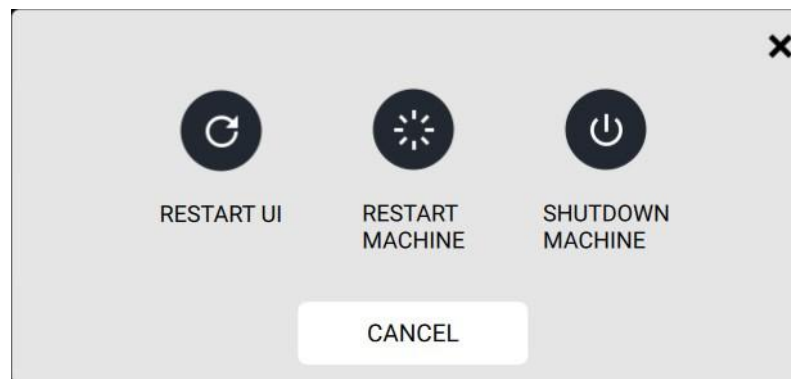 RESTART UI
RESTART
MACHINE
SHUTDOWN
MACHINE
CANCEL